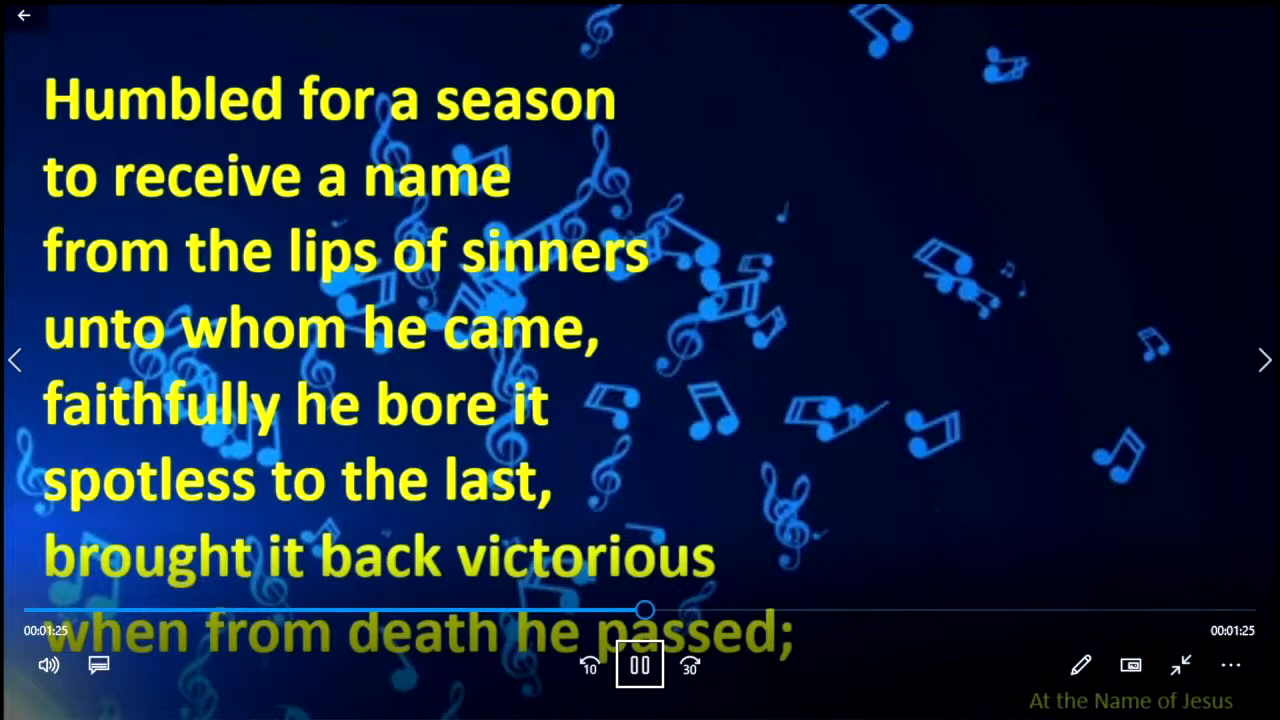 Humbled for a season
to receive a name
from the lips of sinners
unto whom he came,
faithfully he bore it
spotless to the last,
brought it back victorious
when from death he passed;
00:01:25
00:01:25
10
30
At the Name of Jesus